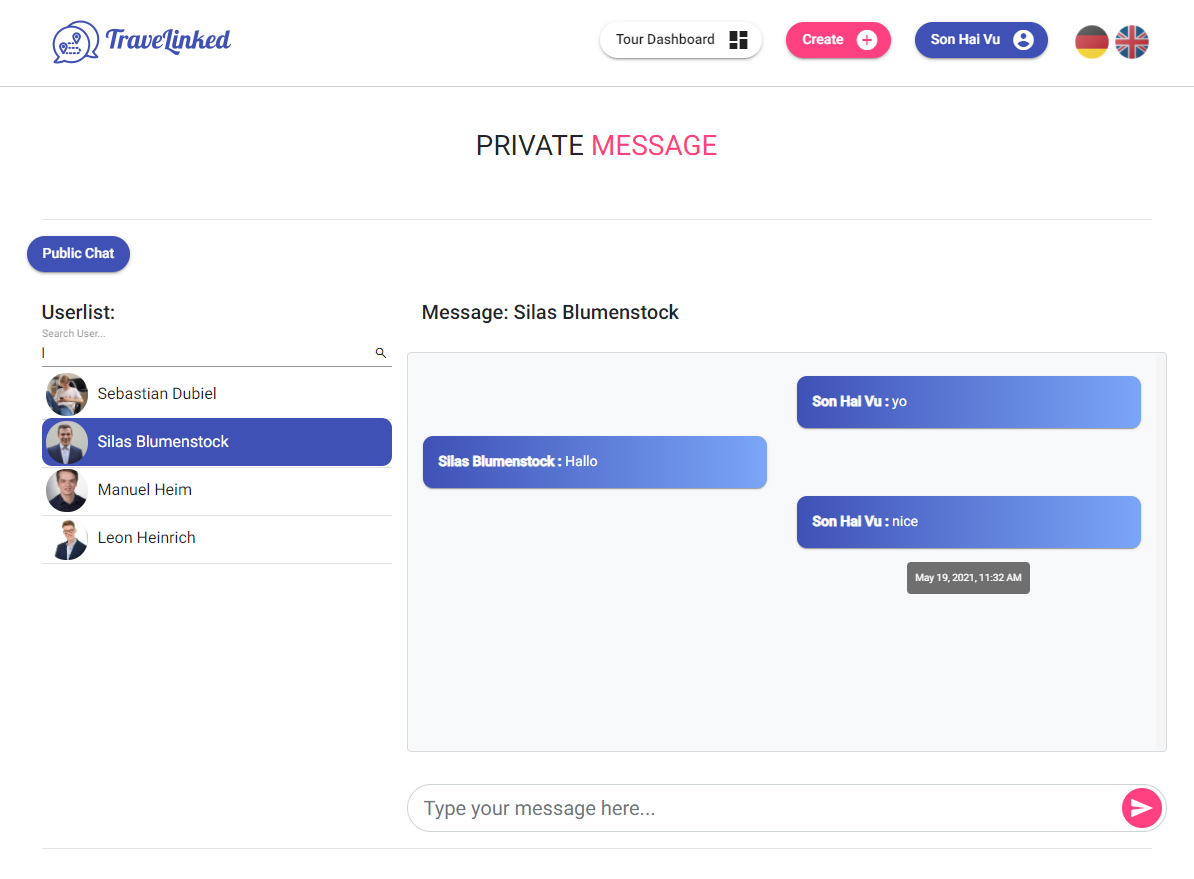 TraveLinked
Tour Dashboard
Create
Son Hai Vu
PRIVATE MESSAGE
Public Chat
Userlist:
Search User...
l
Sebastian Dubiel
Silas Blumenstock
Manuel Heim
Leon Heinrich
Message: Silas Blumenstock
Son Hai Vu : yo
Silas Blumenstock : Hallo
Son Hai Vu : nice
May 19, 2021, 11:32 AM
Type your message here...